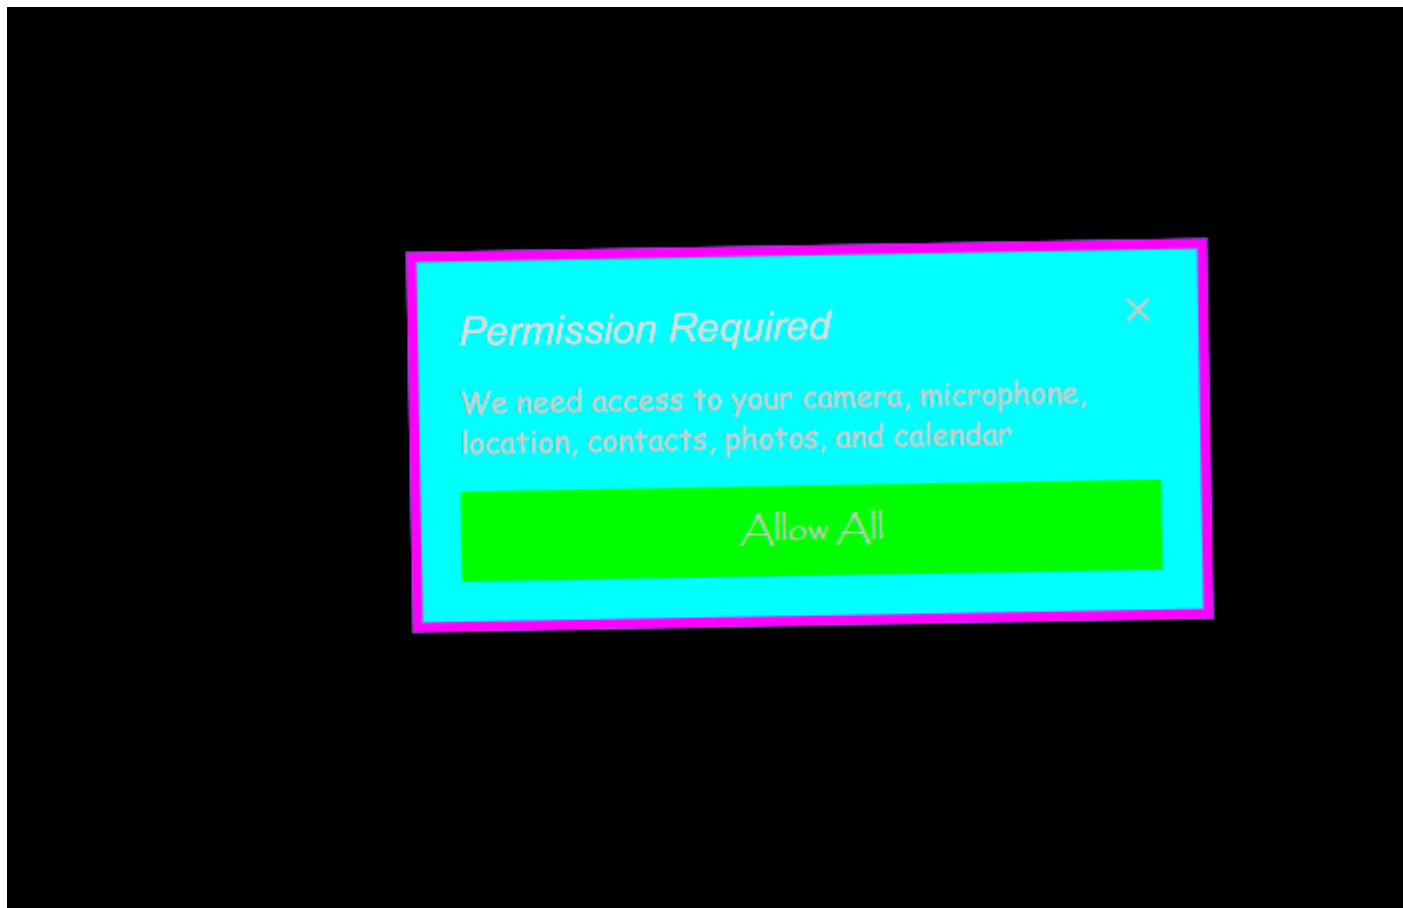 Permission Required
×
We need access to your camera, microphone,
location, contacts, photos, and calendar
Allow All